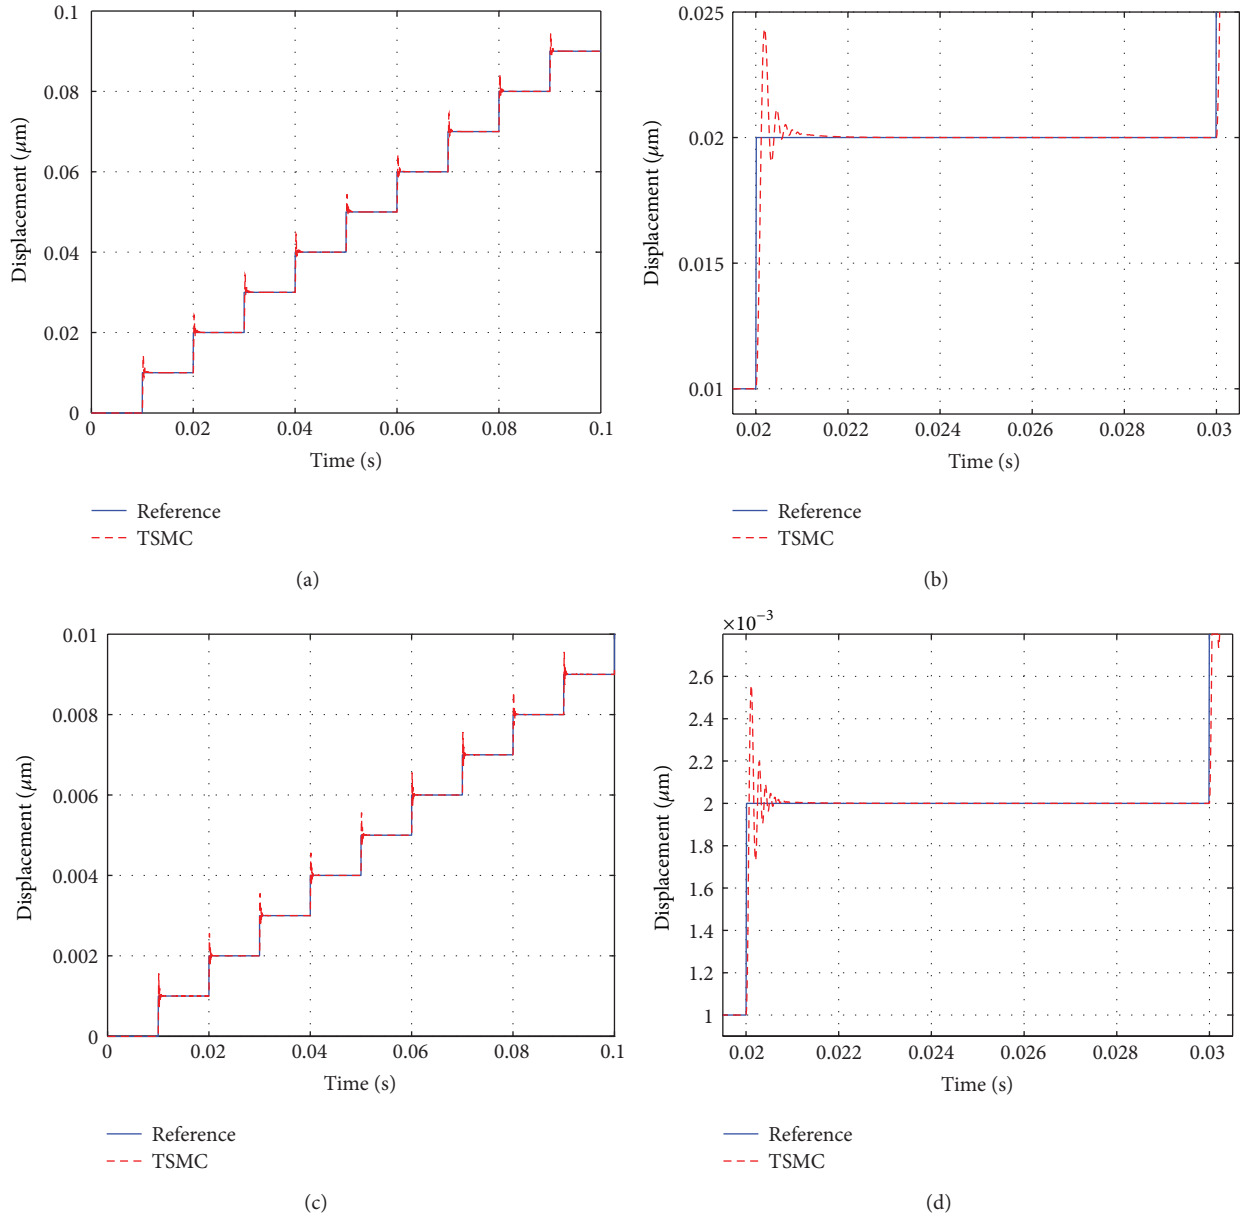 0.1
0.08
0.06
0.04
0.02
0
Displacement (μm)
0 0.02 0.04 0.06 0.08 0.1
Time (s)
Reference
TSMC
(a)
0.025
0.02
0.015
0.01
Displacement (μm)
0.02 0.022 0.024 0.026 0.028 0.03
Time (s)
Reference
TSMC
(b)
0.01
0.008
0.006
0.004
0.002
0
Displacement (μm)
0 0.02 0.04 0.06 0.08 0.1
Time (s)
Reference
TSMC
(c)
×10⁻³
2.6
2.4
2.2
2
1.8
1.6
1.4
1.2
1
Displacement (μm)
0.02 0.022 0.024 0.026 0.028 0.03
Time (s)
Reference
TSMC
(d)